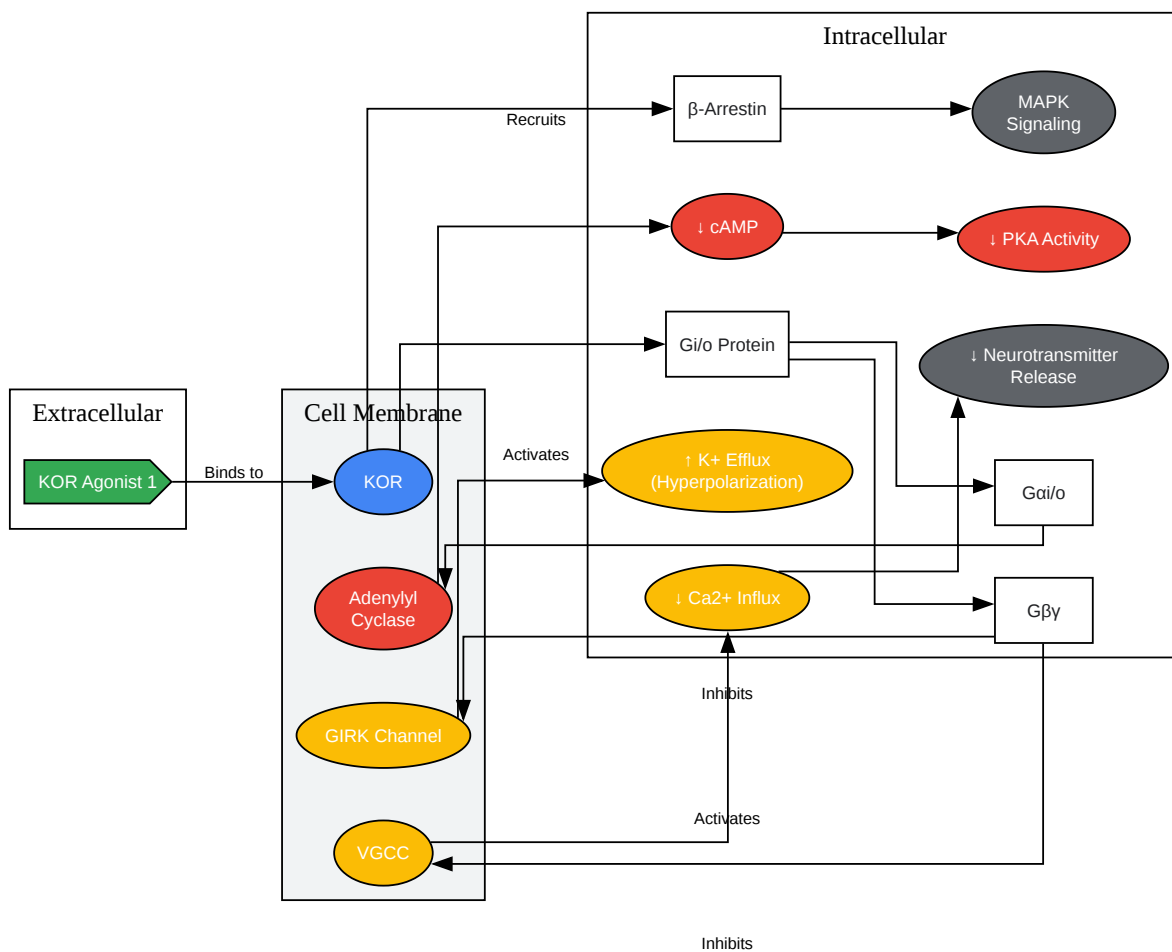 Intracellular
β-Arrestin
MAPK
Signaling
Recruits
↓ cAMP
↓ PKA Activity
Gi/o Protein
↓ Neurotransmitter
Release
Extracellular
Cell Membrane
KOR Agonist 1
Binds to
KOR
Activates
↑ K+ Efflux
(Hyperpolarization)
Gαi/o
Adenylyl
Cyclase
↓ Ca2+ Influx
Gβγ
Inhibits
GIRK Channel
Activates
VGCC
Inhibits